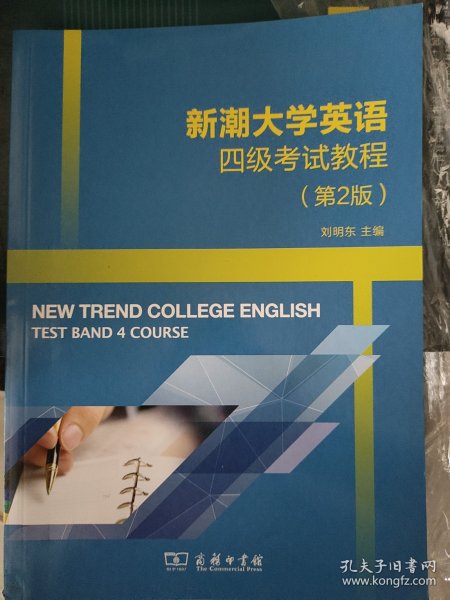 新潮大学英语
四级考试教程
（第2版）
刘明东 主编
NEW TREND COLLEGE ENGLISH
TEST BAND 4 COURSE
商務印書館
The Commercial Press
孔夫子旧书网
www.kongfz.com